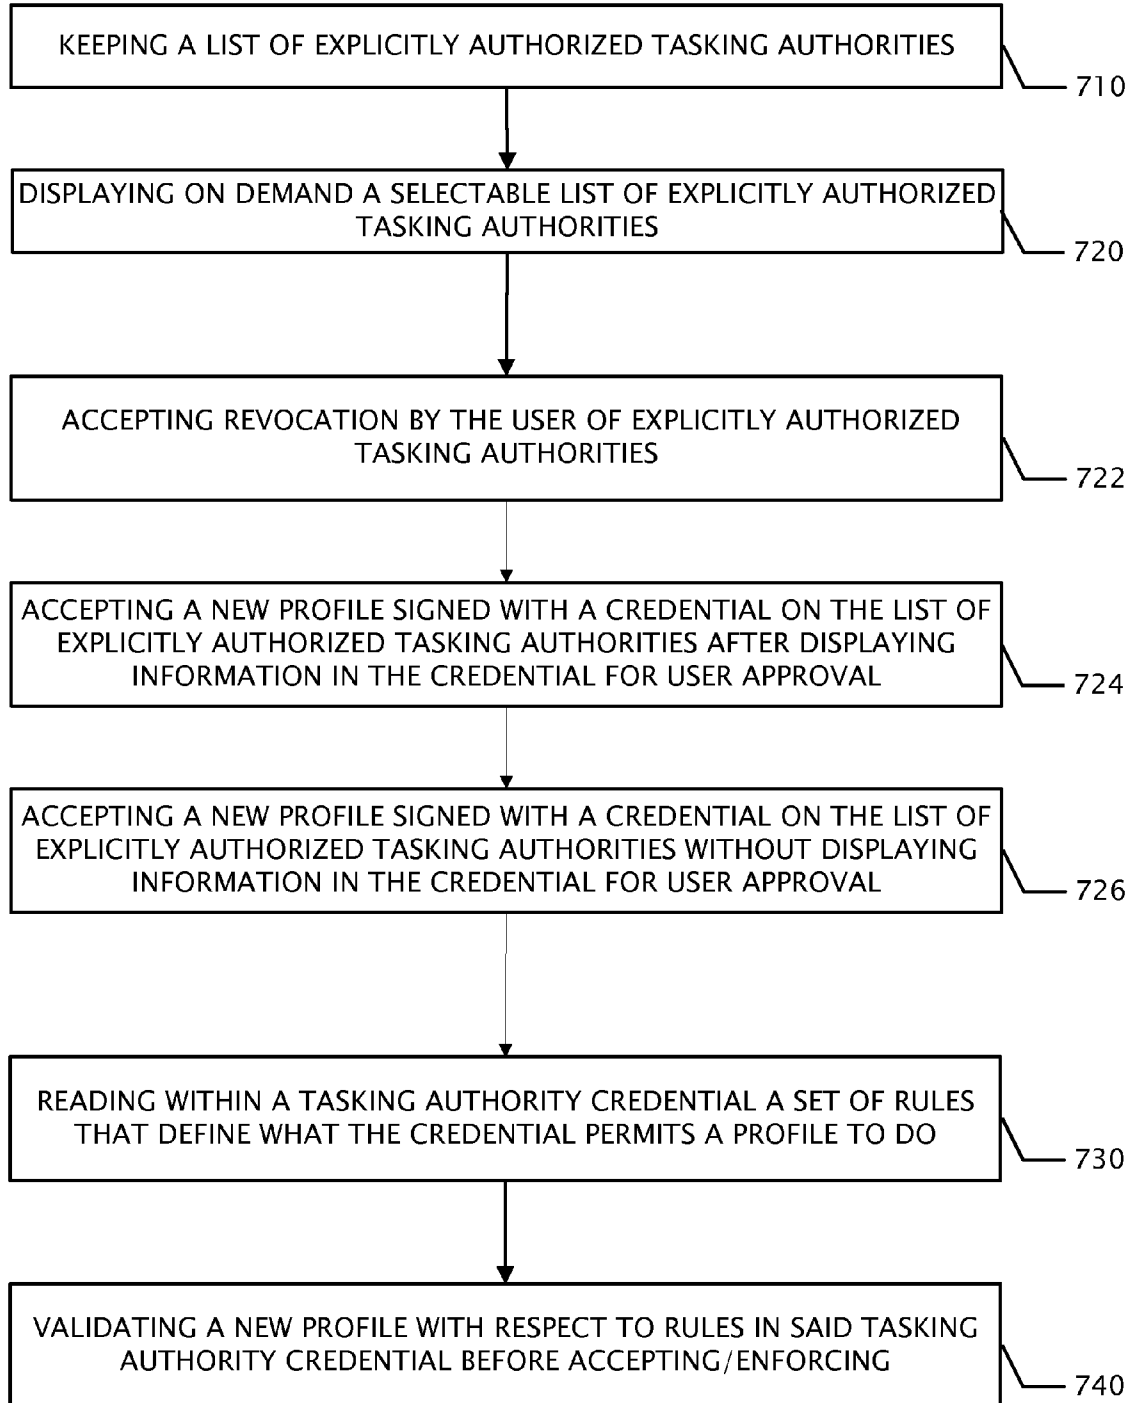 KEEPING A LIST OF EXPLICITLY AUTHORIZED TASKING AUTHORITIES
710
DISPLAYING ON DEMAND A SELECTABLE LIST OF EXPLICITLY AUTHORIZED
TASKING AUTHORITIES
720
ACCEPTING REVOCATION BY THE USER OF EXPLICITLY AUTHORIZED
TASKING AUTHORITIES
722
ACCEPTING A NEW PROFILE SIGNED WITH A CREDENTIAL ON THE LIST OF
EXPLICITLY AUTHORIZED TASKING AUTHORITIES AFTER DISPLAYING
INFORMATION IN THE CREDENTIAL FOR USER APPROVAL
724
ACCEPTING A NEW PROFILE SIGNED WITH A CREDENTIAL ON THE LIST OF
EXPLICITLY AUTHORIZED TASKING AUTHORITIES WITHOUT DISPLAYING
INFORMATION IN THE CREDENTIAL FOR USER APPROVAL
726
READING WITHIN A TASKING AUTHORITY CREDENTIAL A SET OF RULES
THAT DEFINE WHAT THE CREDENTIAL PERMITS A PROFILE TO DO
730
VALIDATING A NEW PROFILE WITH RESPECT TO RULES IN SAID TASKING
AUTHORITY CREDENTIAL BEFORE ACCEPTING/ENFORCING
740